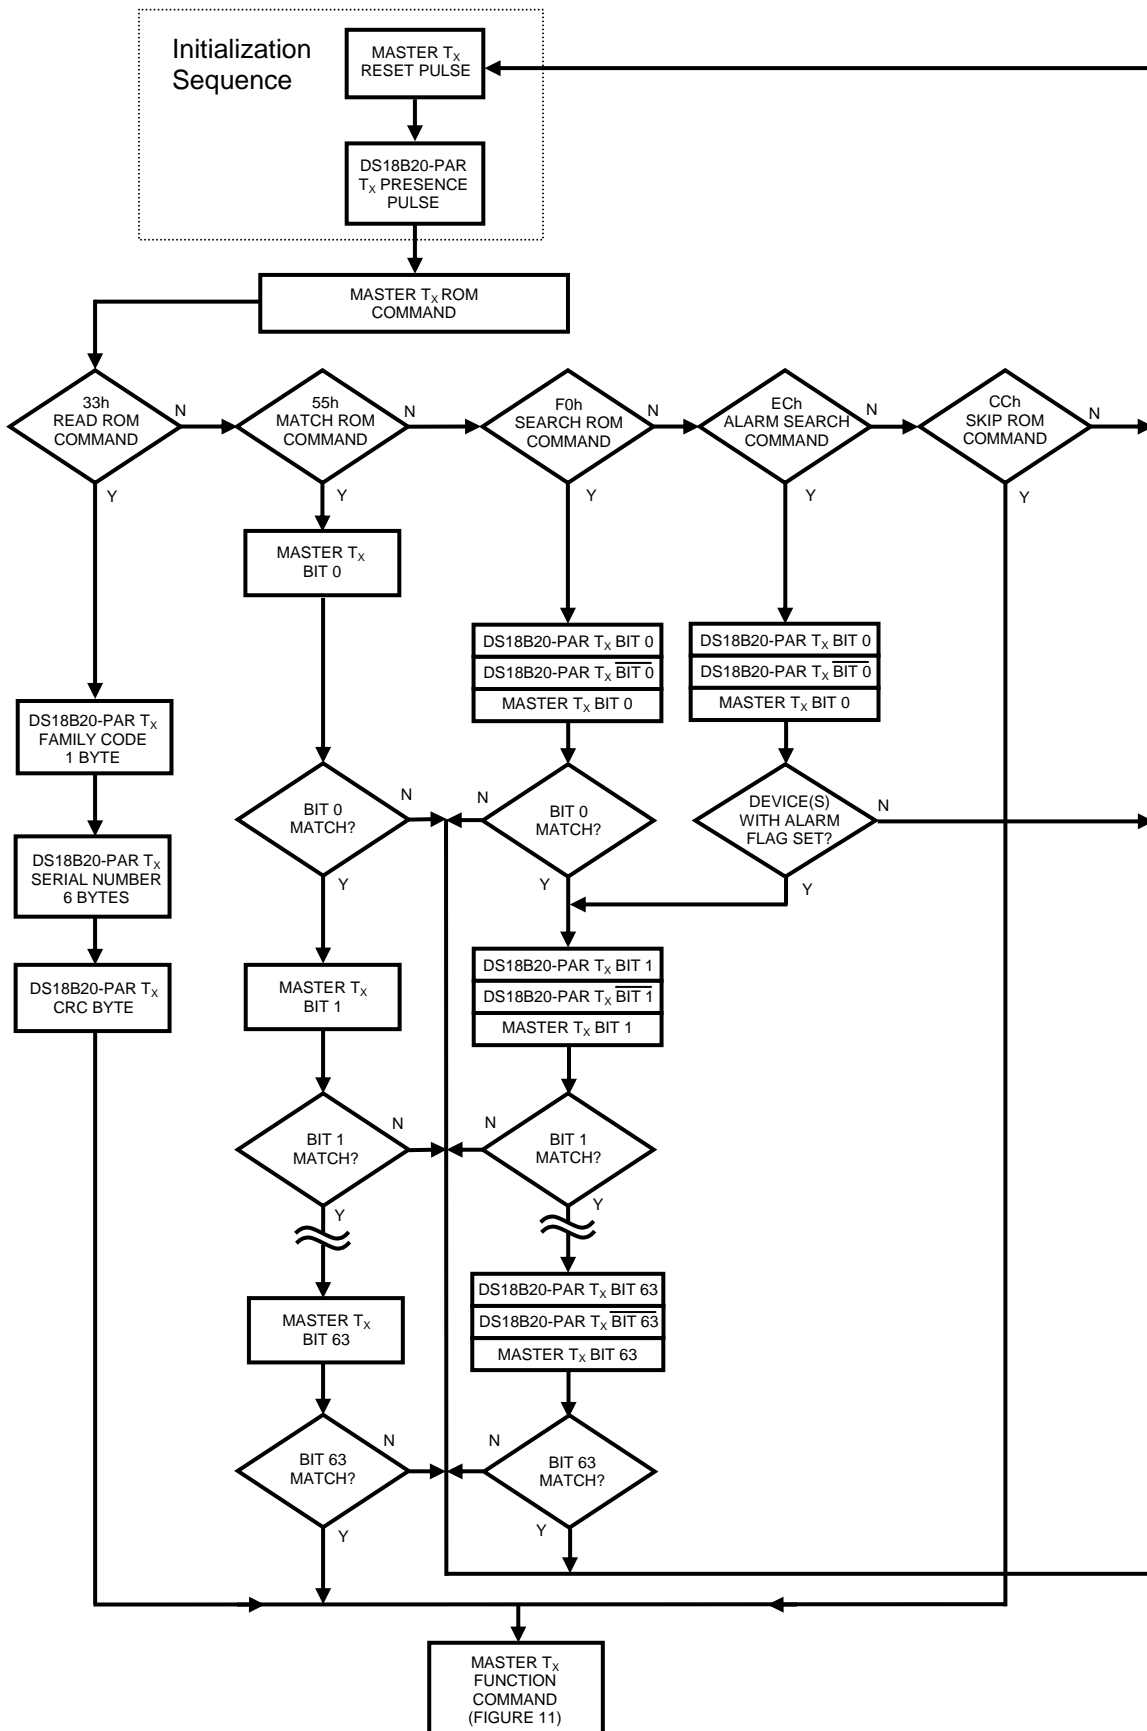 Initialization
Sequence
MASTER TX
RESET PULSE
DS18B20-PAR
TX PRESENCE
PULSE
MASTER TX ROM
COMMAND
33h
READ ROM
COMMAND
N
Y
55h
MATCH ROM
COMMAND
N
Y
F0h
SEARCH ROM
COMMAND
N
Y
ECh
ALARM SEARCH
COMMAND
N
Y
CCh
SKIP ROM
COMMAND
N
Y
MASTER TX
BIT 0
DS18B20-PAR TX BIT 0
DS18B20-PAR TX BIT 0
MASTER TX BIT 0
DS18B20-PAR TX BIT 0
DS18B20-PAR TX BIT 0
MASTER TX BIT 0
DS18B20-PAR TX
FAMILY CODE
1 BYTE
BIT 0
MATCH?
N
Y
BIT 0
MATCH?
N
Y
DEVICE(S)
WITH ALARM
FLAG SET?
N
Y
DS18B20-PAR TX
SERIAL NUMBER
6 BYTES
DS18B20-PAR TX
CRC BYTE
MASTER TX
BIT 1
DS18B20-PAR TX BIT 1
DS18B20-PAR TX BIT 1
MASTER TX BIT 1
BIT 1
MATCH?
N
Y
BIT 1
MATCH?
N
Y
MASTER TX
BIT 63
DS18B20-PAR TX BIT 63
DS18B20-PAR TX BIT 63
MASTER TX BIT 63
BIT 63
MATCH?
N
Y
BIT 63
MATCH?
N
Y
MASTER TX
FUNCTION
COMMAND
(FIGURE 11)